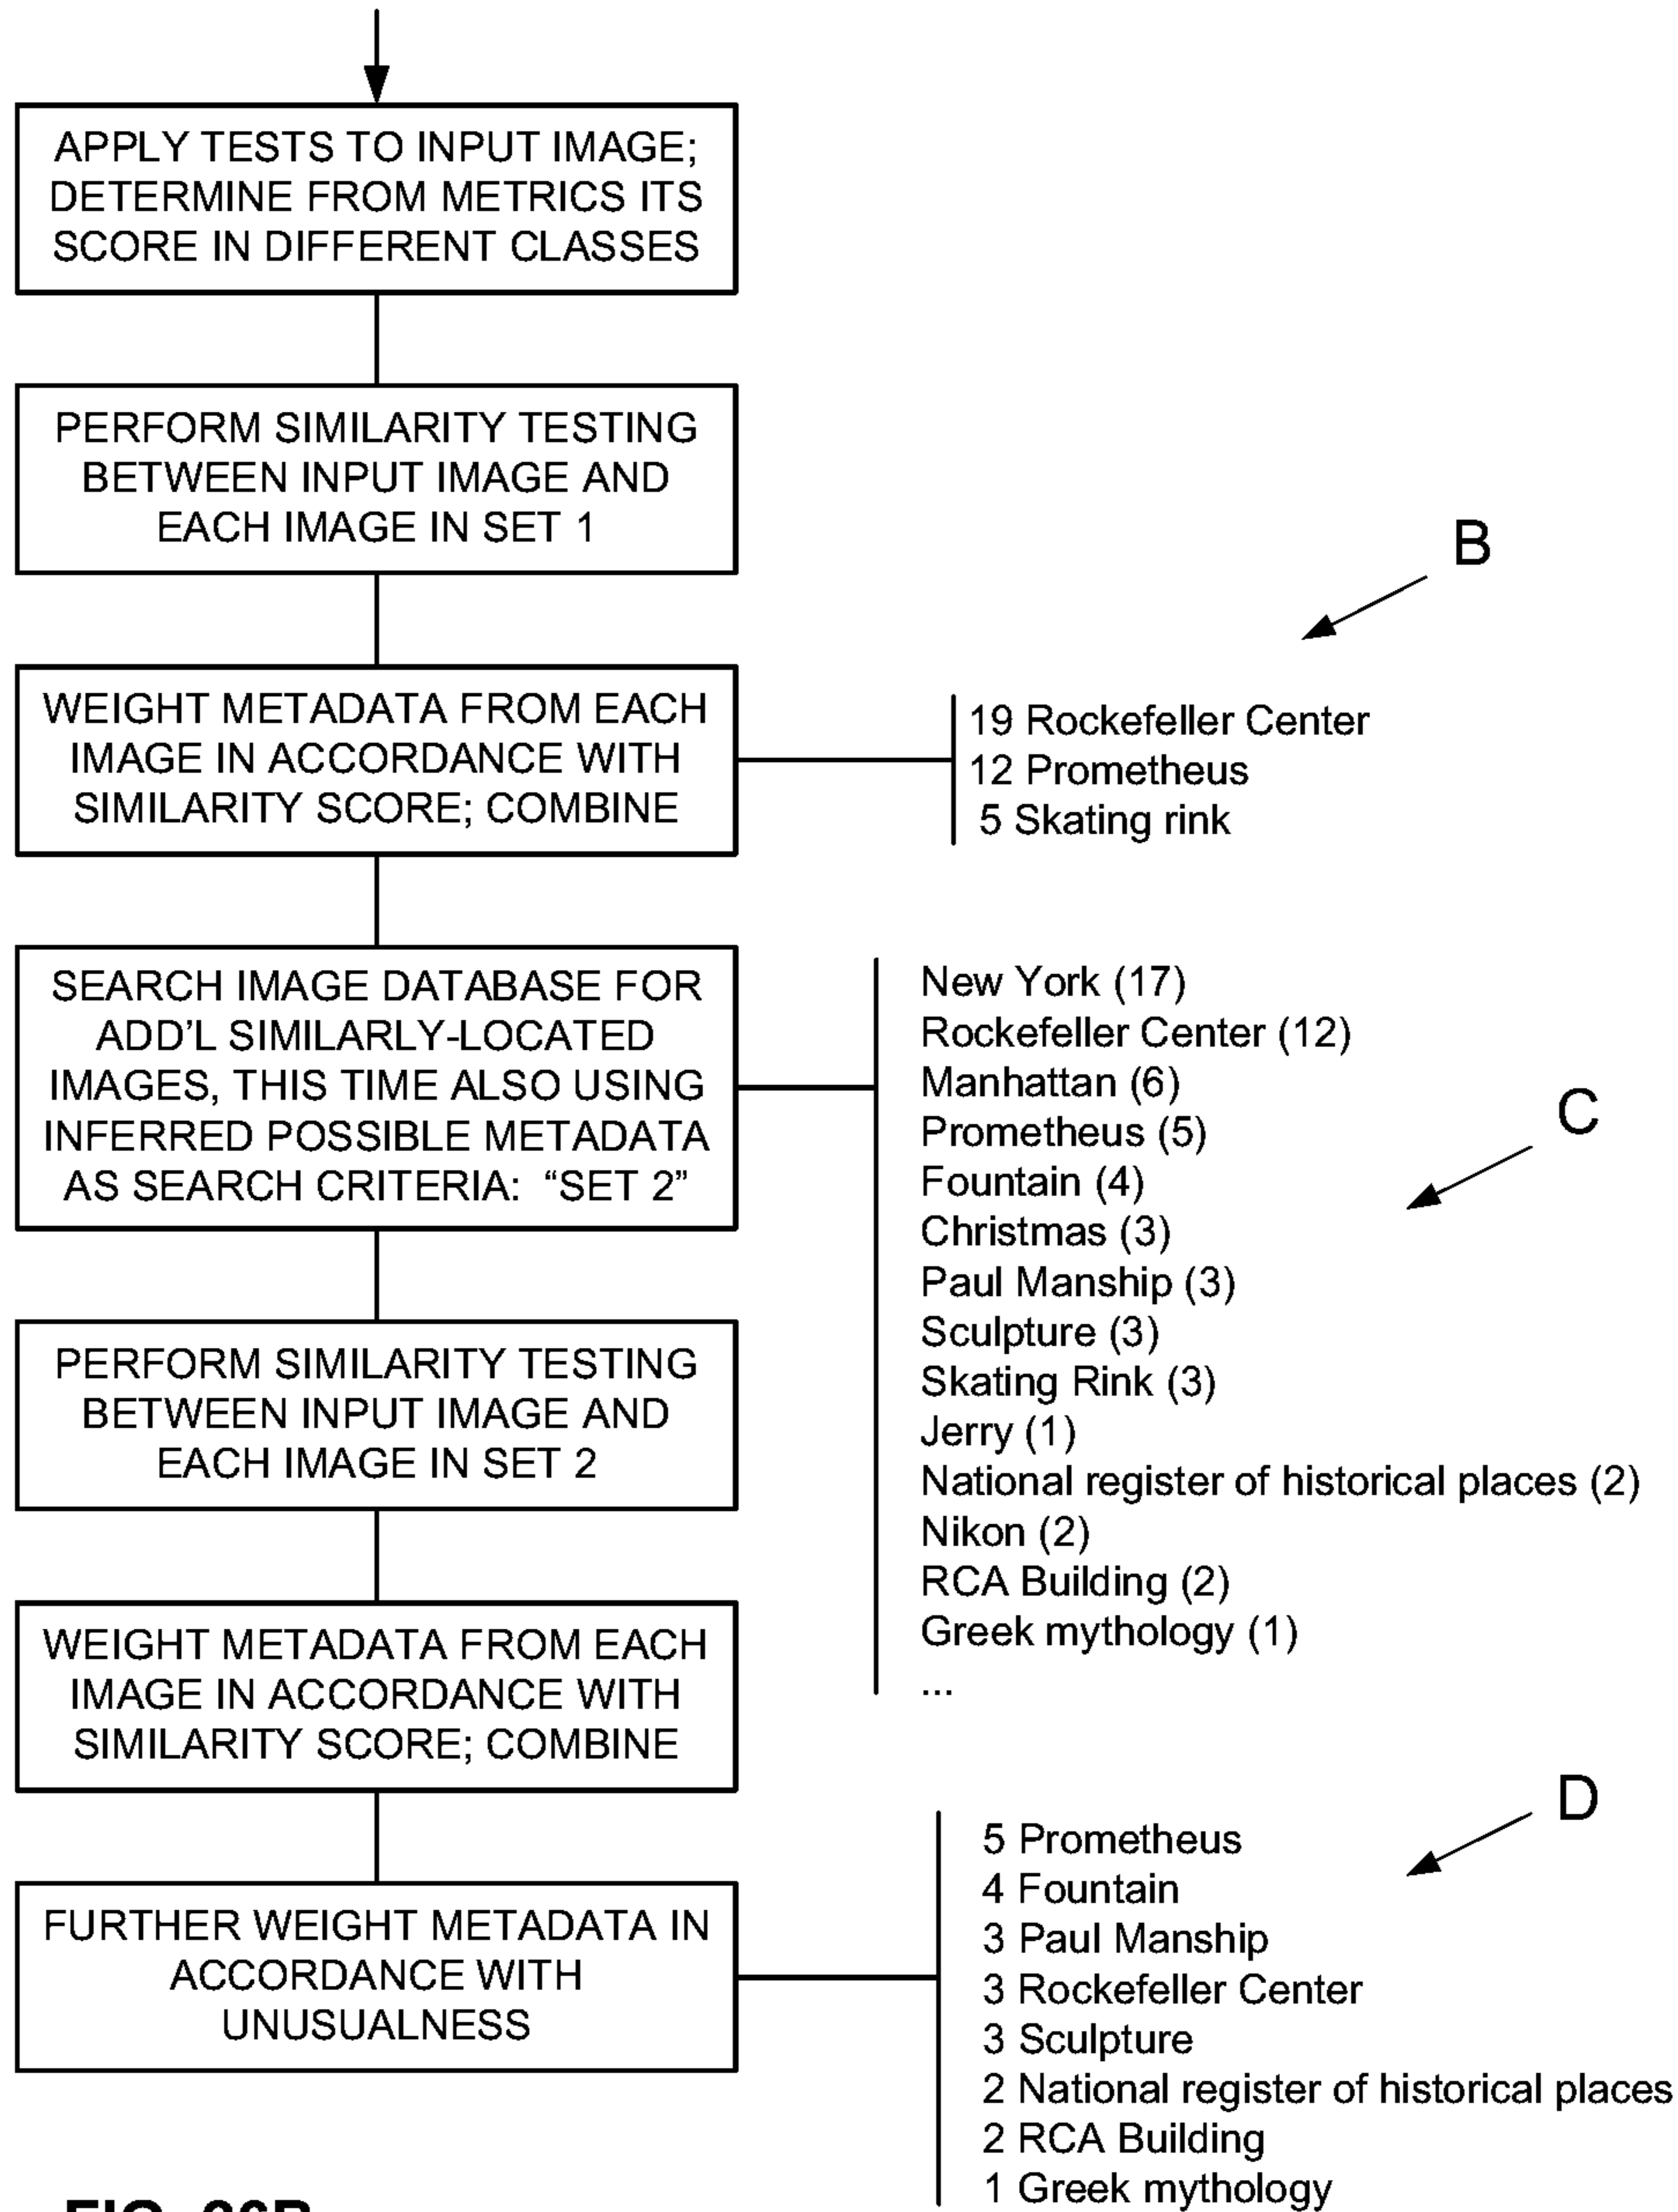 APPLY TESTS TO INPUT IMAGE;
DETERMINE FROM METRICS ITS
SCORE IN DIFFERENT CLASSES
PERFORM SIMILARITY TESTING
BETWEEN INPUT IMAGE AND
EACH IMAGE IN SET 1
B
WEIGHT METADATA FROM EACH
IMAGE IN ACCORDANCE WITH
SIMILARITY SCORE; COMBINE
19 Rockefeller Center
12 Prometheus
5 Skating rink
SEARCH IMAGE DATABASE FOR
ADD'L SIMILARLY-LOCATED
IMAGES, THIS TIME ALSO USING
INFERRED POSSIBLE METADATA
AS SEARCH CRITERIA: “SET 2”
New York (17)
Rockefeller Center (12)
Manhattan (6)
Prometheus (5)
Fountain (4)
Christmas (3)
Paul Manship (3)
Sculpture (3)
Skating Rink (3)
Jerry (1)
National register of historical places (2)
Nikon (2)
RCA Building (2)
Greek mythology (1)
...
C
PERFORM SIMILARITY TESTING
BETWEEN INPUT IMAGE AND
EACH IMAGE IN SET 2
WEIGHT METADATA FROM EACH
IMAGE IN ACCORDANCE WITH
SIMILARITY SCORE; COMBINE
D
FURTHER WEIGHT METADATA IN
ACCORDANCE WITH
UNUSUALNESS
5 Prometheus
4 Fountain
3 Paul Manship
3 Rockefeller Center
3 Sculpture
2 National register of historical places
2 RCA Building
1 Greek mythology